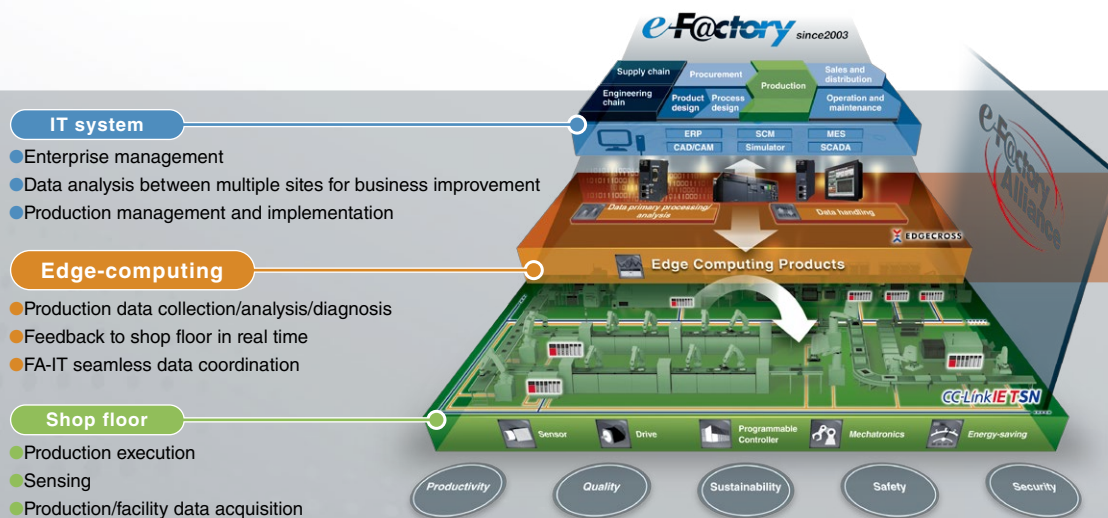 e-F@ctory since2003
Supply chain
Procurement
Production
Sales and
distribution
Engineering
chain
Product
design
Process
design
Operation and
maintenance
IT system
Enterprise management
Data analysis between multiple sites for business improvement
Production management and implementation
ERP
SCM
MES
CAD/CAM
Simulator
SCADA
e-F@ctory
Alliance
Data primary processing/
analysis
Data handling
EDGECROSS
Edge-computing
Production data collection/analysis/diagnosis
Feedback to shop floor in real time
FA-IT seamless data coordination
Edge Computing Products
CC-Link IE TSN
Shop floor
Production execution
Sensing
Production/facility data acquisition
Sensor
Drive
Programmable
Controller
Mechatronics
Energy-saving
Productivity
Quality
Sustainability
Safety
Security